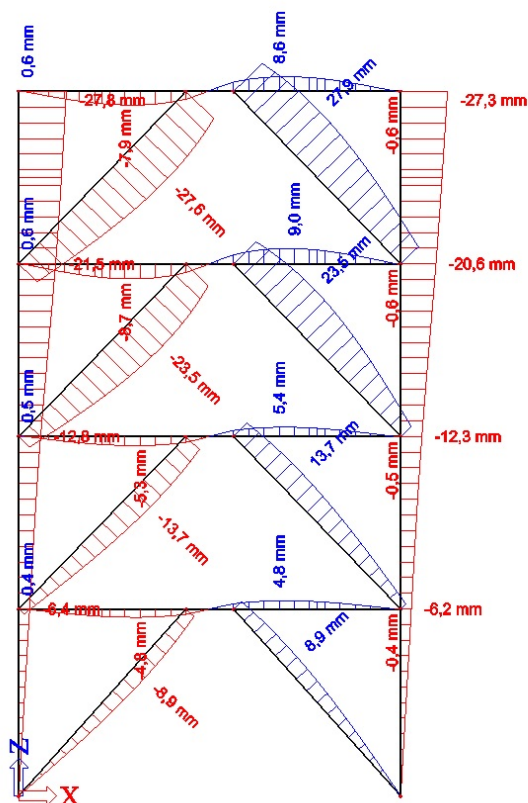 0,6 mm
8,6 mm
-27,8 mm
27,9 mm
-27,3 mm
-7,9 mm
-0,6 mm
-27,6 mm
9,0 mm
0,6 mm
-21,5 mm
23,5 mm
-20,6 mm
-8,7 mm
-0,6 mm
-23,5 mm
5,4 mm
0,5 mm
-12,8 mm
13,7 mm
-12,3 mm
-5,3 mm
-0,5 mm
-13,7 mm
4,8 mm
0,4 mm
-6,4 mm
8,9 mm
-6,2 mm
-4,8 mm
-0,4 mm
-8,9 mm
Z
X